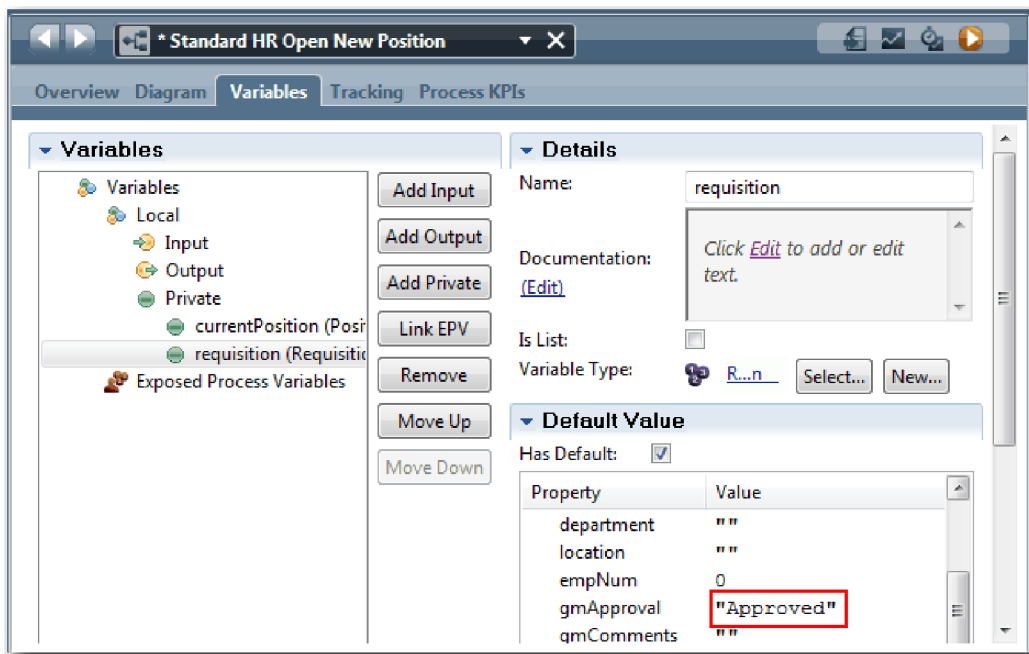 * Standard HR Open New Position
Overview Diagram Variables Tracking Process KPIs
Variables
Variables
Local
Input
Output
Private
currentPosition (Posit
requisition (Requisitio
Exposed Process Variables
Add Input
Add Output
Add Private
Link EPV
Remove
Move Up
Move Down
Details
Name: requisition
Documentation:
(Edit)
Click Edit to add or edit
text.
Is List:
Variable Type: R...n Select... New...
Default Value
Has Default:
Property Value
department ""
location ""
empNum 0
gmApproval "Approved"
gmComments ""